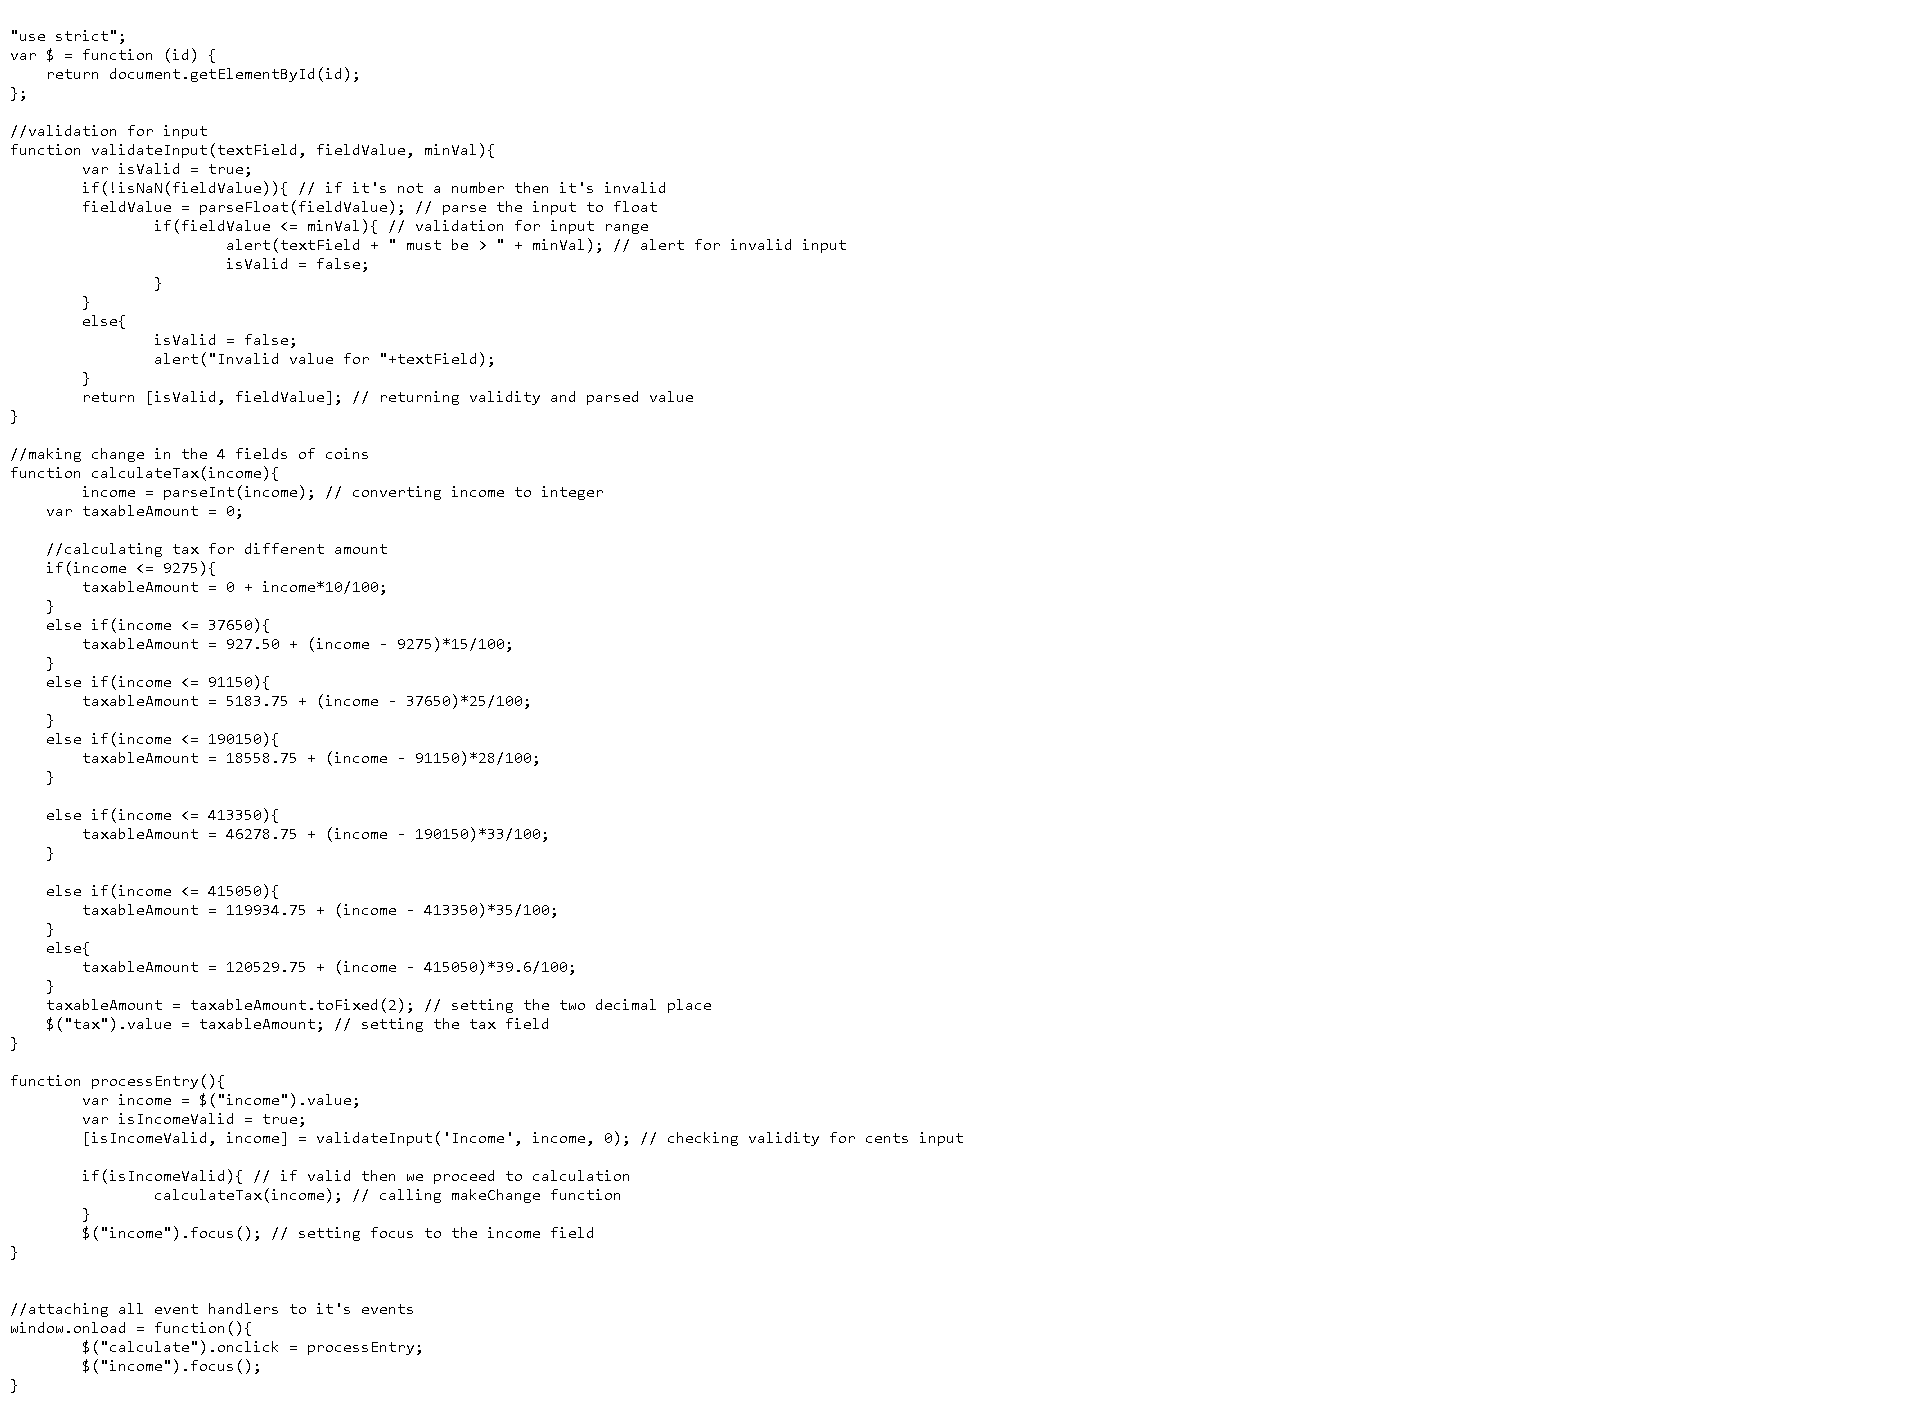 "use strict";
var $ = function (id) {
    return document.getElementById(id);
};

//validation for input
function validateInput(textField, fieldValue, minVal){
        var isValid = true;
        if(!isNaN(fieldValue)){ // if it's not a number then it's invalid
        fieldValue = parseFloat(fieldValue); // parse the input to float
                if(fieldValue <= minVal){ // validation for input range
                        alert(textField + " must be > " + minVal); // alert for invalid input
                        isValid = false;
                }
        }
        else{
                isValid = false;
                alert("Invalid value for "+textField);
        }
        return [isValid, fieldValue]; // returning validity and parsed value
}

//making change in the 4 fields of coins
function calculateTax(income){
        income = parseInt(income); // converting income to integer
    var taxableAmount = 0;

    //calculating tax for different amount
    if(income <= 9275){
        taxableAmount = 0 + income*10/100;
    }
    else if(income <= 37650){
        taxableAmount = 927.50 + (income - 9275)*15/100;
    }
    else if(income <= 91150){
        taxableAmount = 5183.75 + (income - 37650)*25/100;
    }
    else if(income <= 190150){
        taxableAmount = 18558.75 + (income - 91150)*28/100;
    }

    else if(income <= 413350){
        taxableAmount = 46278.75 + (income - 190150)*33/100;
    }

    else if(income <= 415050){
        taxableAmount = 119934.75 + (income - 413350)*35/100;
    }
    else{
        taxableAmount = 120529.75 + (income - 415050)*39.6/100;
    }
    taxableAmount = taxableAmount.toFixed(2); // setting the two decimal place
    $("tax").value = taxableAmount; // setting the tax field
}

function processEntry(){
        var income = $("income").value;
        var isIncomeValid = true;
        [isIncomeValid, income] = validateInput('Income', income, 0); // checking validity for cents input

        if(isIncomeValid){ // if valid then we proceed to calculation
                calculateTax(income); // calling makeChange function
        }
        $("income").focus(); // setting focus to the income field
}


//attaching all event handlers to it's events
window.onload = function(){
        $("calculate").onclick = processEntry;
        $("income").focus();
}